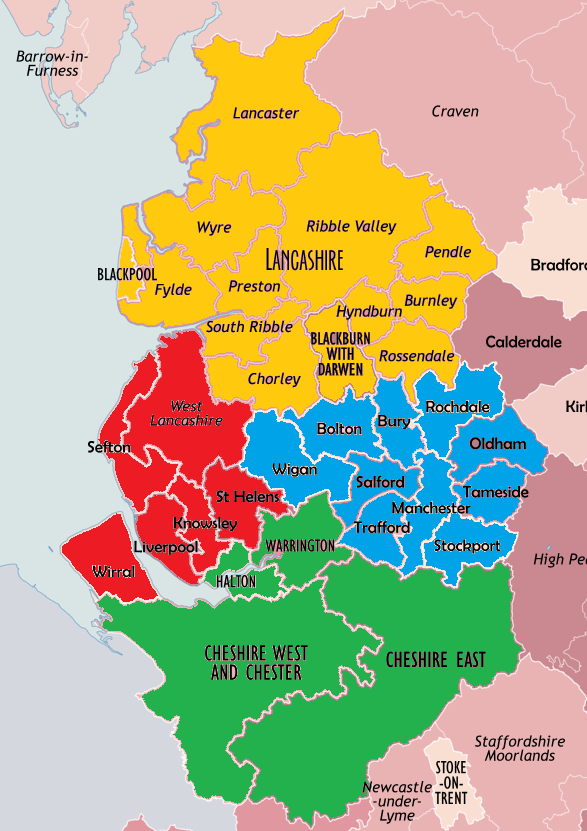 Barrow-in-
Furness
Lancaster
Craven
Wyre
Ribble Valley
Pendle
LANCASHIRE
Bradford
BLACKPOOL
Fylde
Preston
Burnley
Hyndburn
South Ribble
BLACKBURN
WITH
DARWEN
Calderdale
Rossendale
Chorley
West
Lancashire
Rochdale
Kirk
Bury
Bolton
Sefton
Oldham
Wigan
Salford
St Helens
Tameside
Manchester
Knowsley
Trafford
Liverpool
WARRINGTON
Stockport
High Pea
Wirral
HALTON
CHESHIRE WEST
AND CHESTER
CHESHIRE EAST
Staffordshire
Moorlands
STOKE
-ON-
TRENT
Newcastle
-under-
Lyme